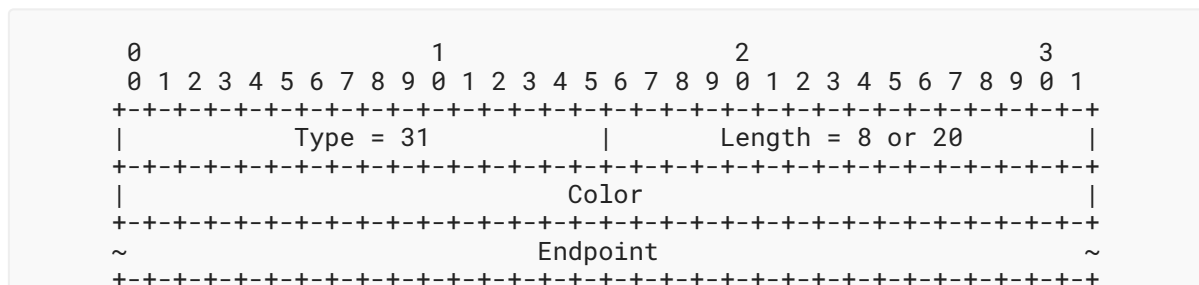 0                   1                   2                   3
 0 1 2 3 4 5 6 7 8 9 0 1 2 3 4 5 6 7 8 9 0 1 2 3 4 5 6 7 8 9 0 1
+-+-+-+-+-+-+-+-+-+-+-+-+-+-+-+-+-+-+-+-+-+-+-+-+-+-+-+-+-+-+-+-+
|           Type = 31           |       Length = 8 or 20        |
+-+-+-+-+-+-+-+-+-+-+-+-+-+-+-+-+-+-+-+-+-+-+-+-+-+-+-+-+-+-+-+-+
|                             Color                             |
+-+-+-+-+-+-+-+-+-+-+-+-+-+-+-+-+-+-+-+-+-+-+-+-+-+-+-+-+-+-+-+-+
~                           Endpoint                            ~
+-+-+-+-+-+-+-+-+-+-+-+-+-+-+-+-+-+-+-+-+-+-+-+-+-+-+-+-+-+-+-+-+